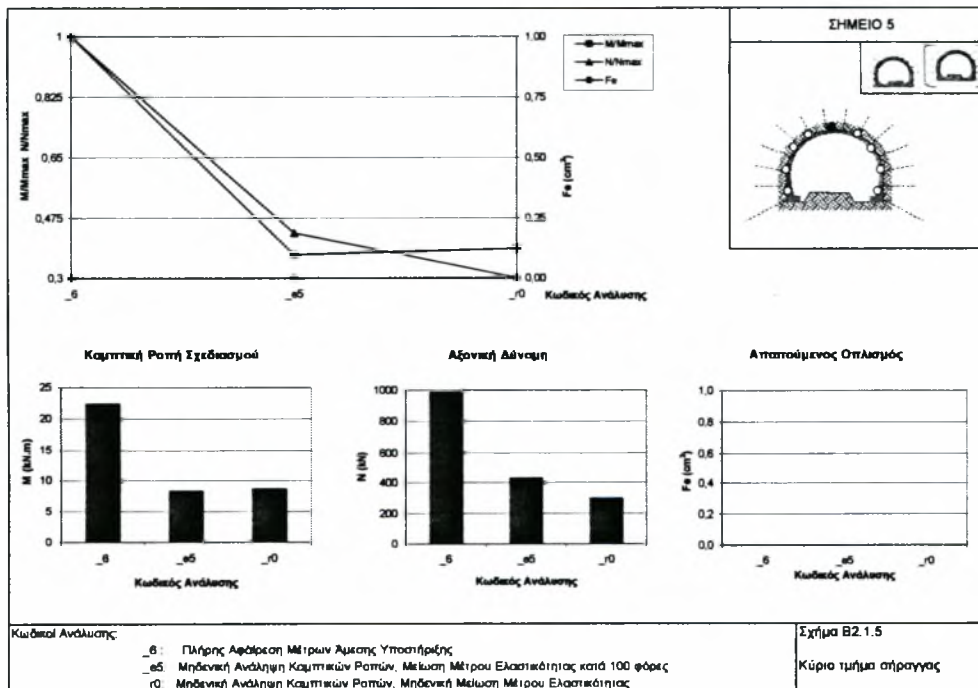 ΣΗΜΕΙΟ 5
M/Mmax
N/Nmax
Fe
1
0,825
0,65
0,475
0,3
M/Mmax N/Nmax
1,00
0,75
0,50
0,25
0,00
Fe (cm²)
_6
_e5
_r0
Κωδικός Ανάλυσης
Καμπτική Ροπή Σχεδιασμού
25
20
15
10
5
0
M (kN.m)
_6
_e5
_r0
Κωδικός Ανάλυσης
Αξονική Δύναμη
1000
800
600
400
200
0
N (kN)
_6
_e5
_r0
Κωδικός Ανάλυσης
Απαιτούμενος Οπλισμός
1,0
0,8
0,6
0,4
0,2
0,0
Fe (cm²)
_6
_e5
_r0
Κωδικός Ανάλυσης
Κωδικοί Ανάλυσης:
_6: Πλήρης Αφαίρεση Μέτρων Άμεσης Υποστήριξης
_e5: Μηδενική Ανάληψη Καμπτικών Ροπών, Μείωση Μέτρου Ελαστικότητας κατά 100 φόρες
_r0: Μηδενική Ανάληψη Καμπτικών Ροπών, Μηδενική Μείωση Μέτρου Ελαστικότητας
Σχήμα Β2.1.5
Κύριο τμήμα σήραγγας